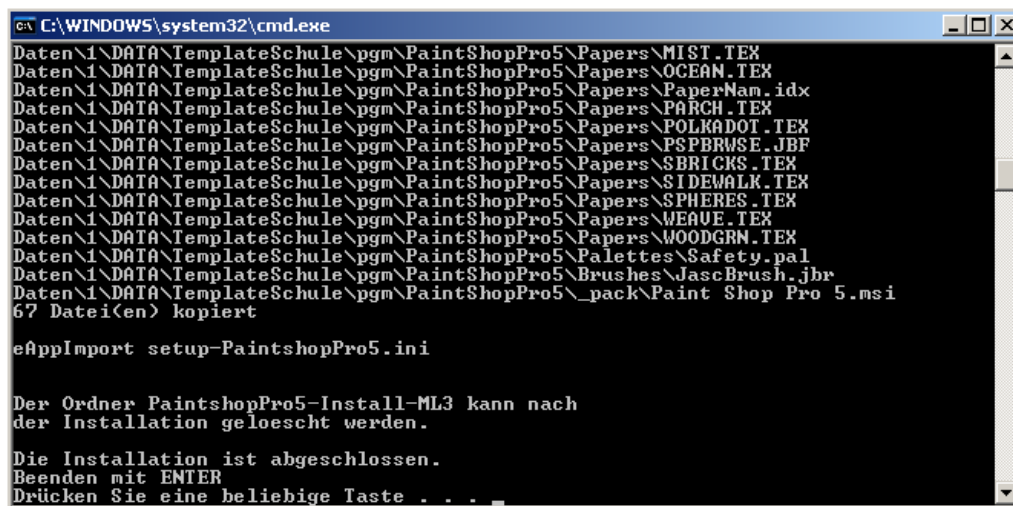 C:\WINDOWS\system32\cmd.exe
Daten\1\DATA\TemplateSchule\pgm\PaintShopPro5\Papers\MIST.TEX
Daten\1\DATA\TemplateSchule\pgm\PaintShopPro5\Papers\OCEAN.TEX
Daten\1\DATA\TemplateSchule\pgm\PaintShopPro5\Papers\PaperNam.idx
Daten\1\DATA\TemplateSchule\pgm\PaintShopPro5\Papers\PARCH.TEX
Daten\1\DATA\TemplateSchule\pgm\PaintShopPro5\Papers\POLKADOT.TEX
Daten\1\DATA\TemplateSchule\pgm\PaintShopPro5\Papers\PSPBRWSE.JBF
Daten\1\DATA\TemplateSchule\pgm\PaintShopPro5\Papers\SBRICKS.TEX
Daten\1\DATA\TemplateSchule\pgm\PaintShopPro5\Papers\SIDEWALK.TEX
Daten\1\DATA\TemplateSchule\pgm\PaintShopPro5\Papers\SPHERES.TEX
Daten\1\DATA\TemplateSchule\pgm\PaintShopPro5\Papers\WEAVE.TEX
Daten\1\DATA\TemplateSchule\pgm\PaintShopPro5\Papers\WOODGRN.TEX
Daten\1\DATA\TemplateSchule\pgm\PaintShopPro5\Palettes\Safety.pal
Daten\1\DATA\TemplateSchule\pgm\PaintShopPro5\Brushes\JascBrush.jbr
Daten\1\DATA\TemplateSchule\pgm\PaintShopPro5\_pack\Paint Shop Pro 5.msi
67 Datei(en) kopiert
eAppImport setup-PaintshopPro5.ini
Der Ordner PaintshopPro5-Install-ML3 kann nach
der Installation geloescht werden.
Die Installation ist abgeschlossen.
Beenden mit ENTER
Drücken Sie eine beliebige Taste . . .